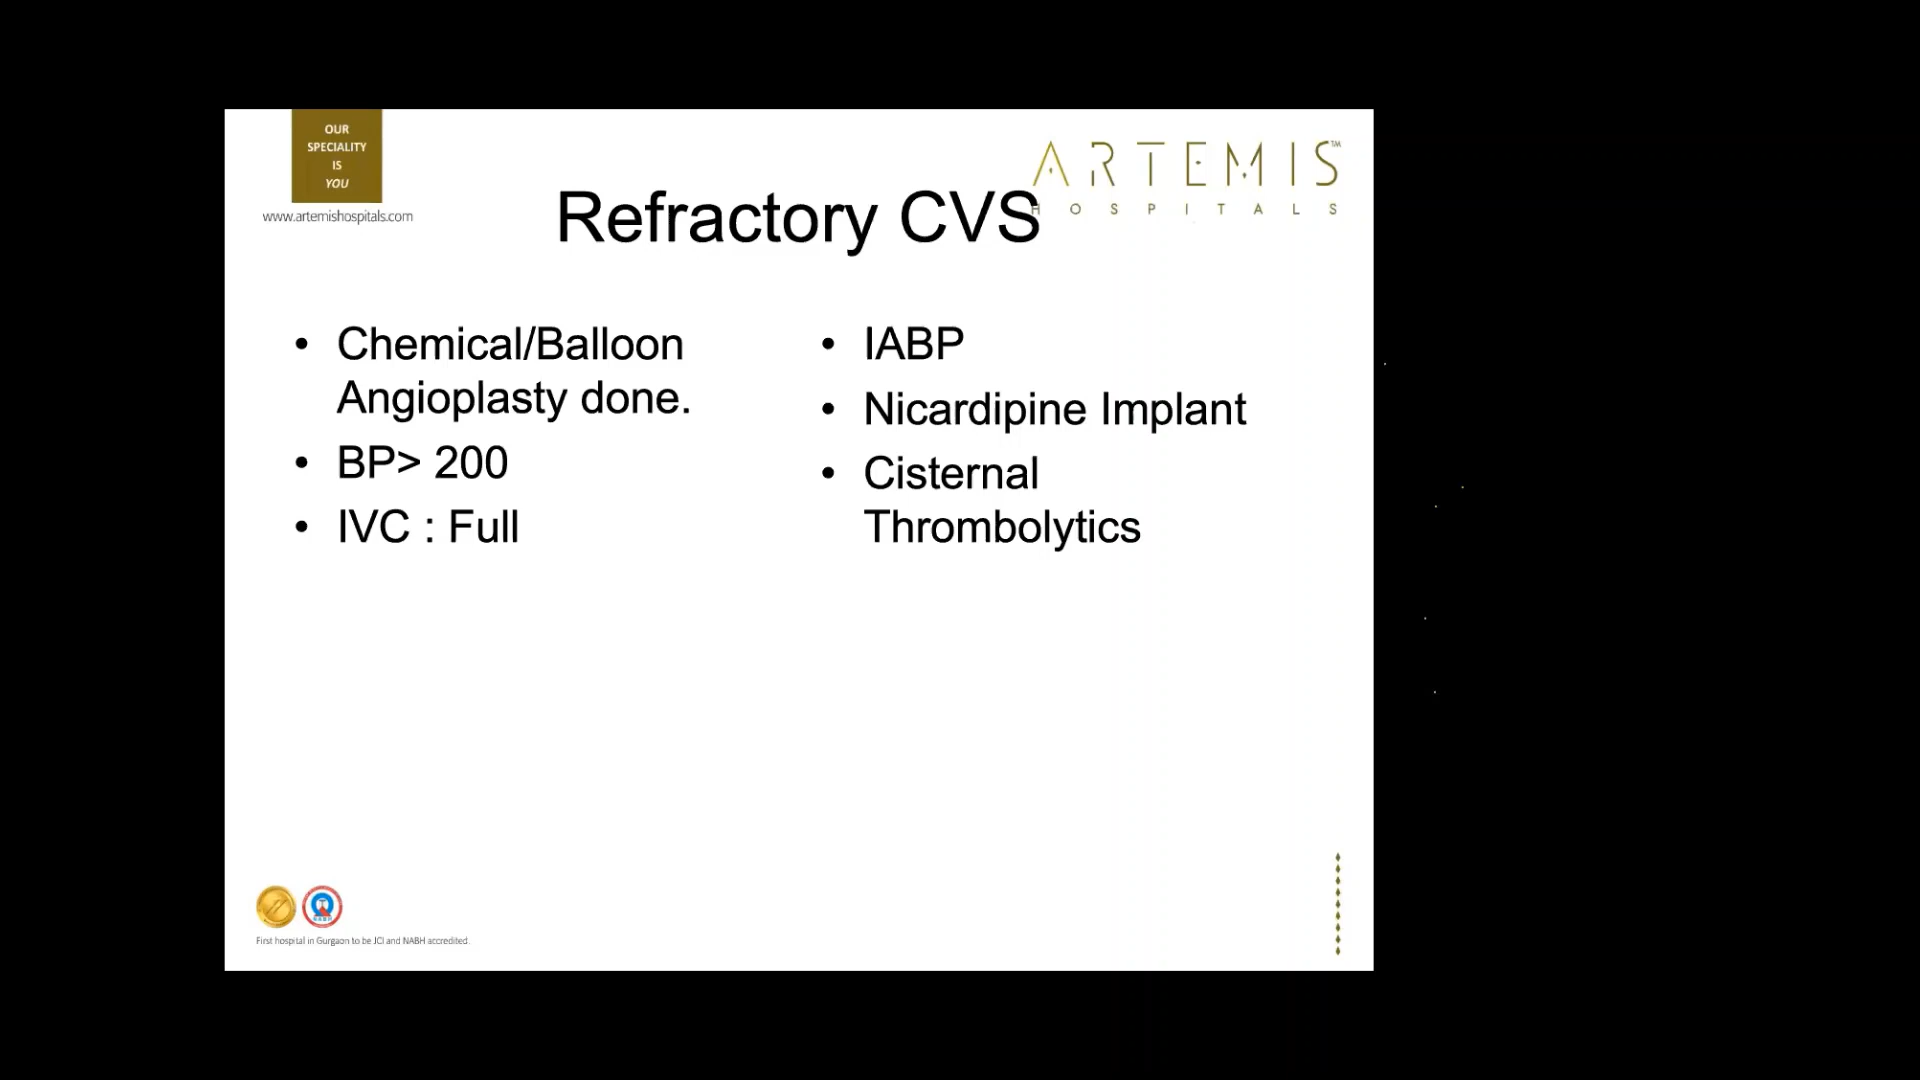 OUR
SPECIALITY
IS
YOU
www.artemishospitals.com
ARTEMIS™
HOSPITALS
Refractory CVS
• Chemical/Balloon
Angioplasty done.
• BP> 200
• IVC : Full
• IABP
• Nicardipine Implant
• Cisternal
Thrombolytics
First hospital in Gurgaon to be JCI and NABH accredited.